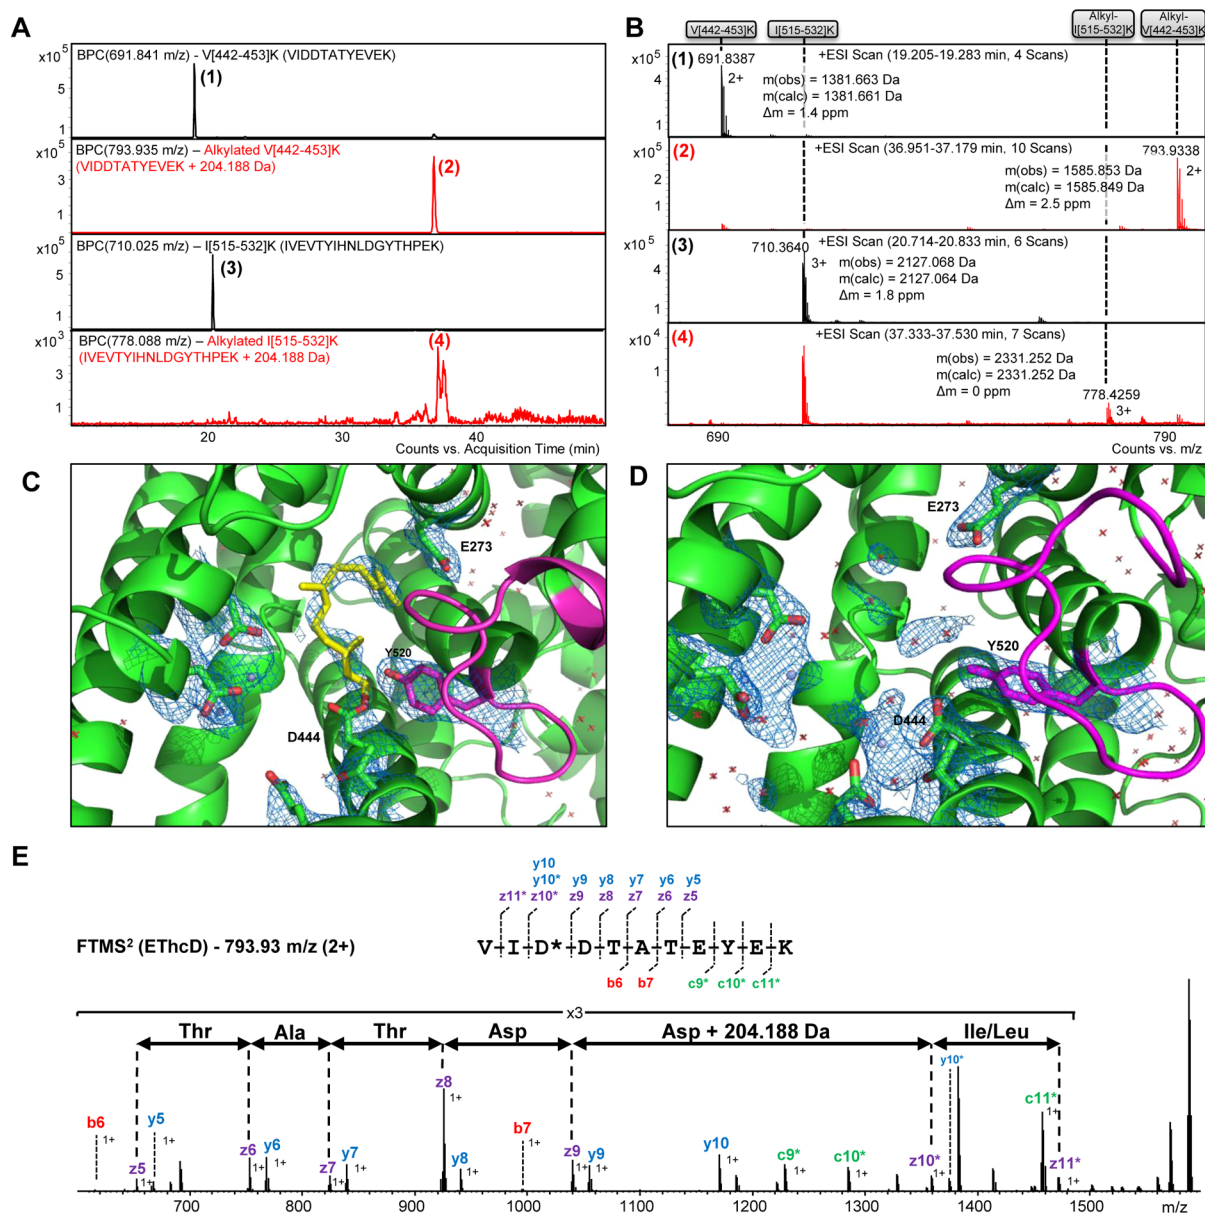 A
BPC(691.841 m/z) - V[442-453]K (VIDDTATYEVEK)
x10⁵
(1)
5
1
BPC(793.935 m/z) – Alkylated V[442-453]K
(VIDDTATYEVEK + 204.188 Da)
x10⁵
(2)
3
1
BPC(710.025 m/z) – I[515-532]K (IVEVTYIHNLDGYTHPEK)
x10⁵
(3)
5
1
BPC(778.088 m/z) – Alkylated I[515-532]K
(IVEVTYIHNLDGYTHPEK + 204.188 Da)
x10³
(4)
3
1
20 30 40
Counts vs. Acquisition Time (min)
B
V[442-453]K
I[515-532]K
Alkyl-
I[515-532]K
Alkyl-
V[442-453]K
x10⁵
(1)
691.8387
+ESI Scan (19.205-19.283 min, 4 Scans)
2+
4
m(obs) = 1381.663 Da
m(calc) = 1381.661 Da
Δm = 1.4 ppm
1
x10⁵
(2)
+ESI Scan (36.951-37.179 min, 10 Scans)
793.9338
2+
2
m(obs) = 1585.853 Da
m(calc) = 1585.849 Da
Δm = 2.5 ppm
1
x10⁵
(3)
710.3640
+ESI Scan (20.714-20.833 min, 6 Scans)
3+
4
m(obs) = 2127.068 Da
m(calc) = 2127.064 Da
Δm = 1.8 ppm
1
x10⁴
(4)
+ESI Scan (37.333-37.530 min, 7 Scans)
m(obs) = 2331.252 Da
m(calc) = 2331.252 Da
Δm = 0 ppm
1
778.4259
3+
690 790
Counts vs. m/z
C
E273
Y520
D444
D
E273
Y520
D444
E
y10
y10* y9 y8 y7 y6 y5
z11* z10* z9 z8 z7 z6 z5
FTMS² (EThcD) - 793.93 m/z (2+)
V I D* D T A T E Y E K
b6 b7 c9* c10* c11*
x3
Thr Ala Thr Asp Asp + 204.188 Da Ile/Leu
b6 1+
z5 1+
y5 1+
z6 1+
y6 1+
z7 1+
y7 1+
z8 1+
y8 1+
b7 1+
z9 1+
y9 1+
y10 1+
c9* 1+
c10* 1+
z10* 1+
y10*
c11* 1+
z11* 1+
700 800 900 1000 1100 1200 1300 1400 1500 m/z